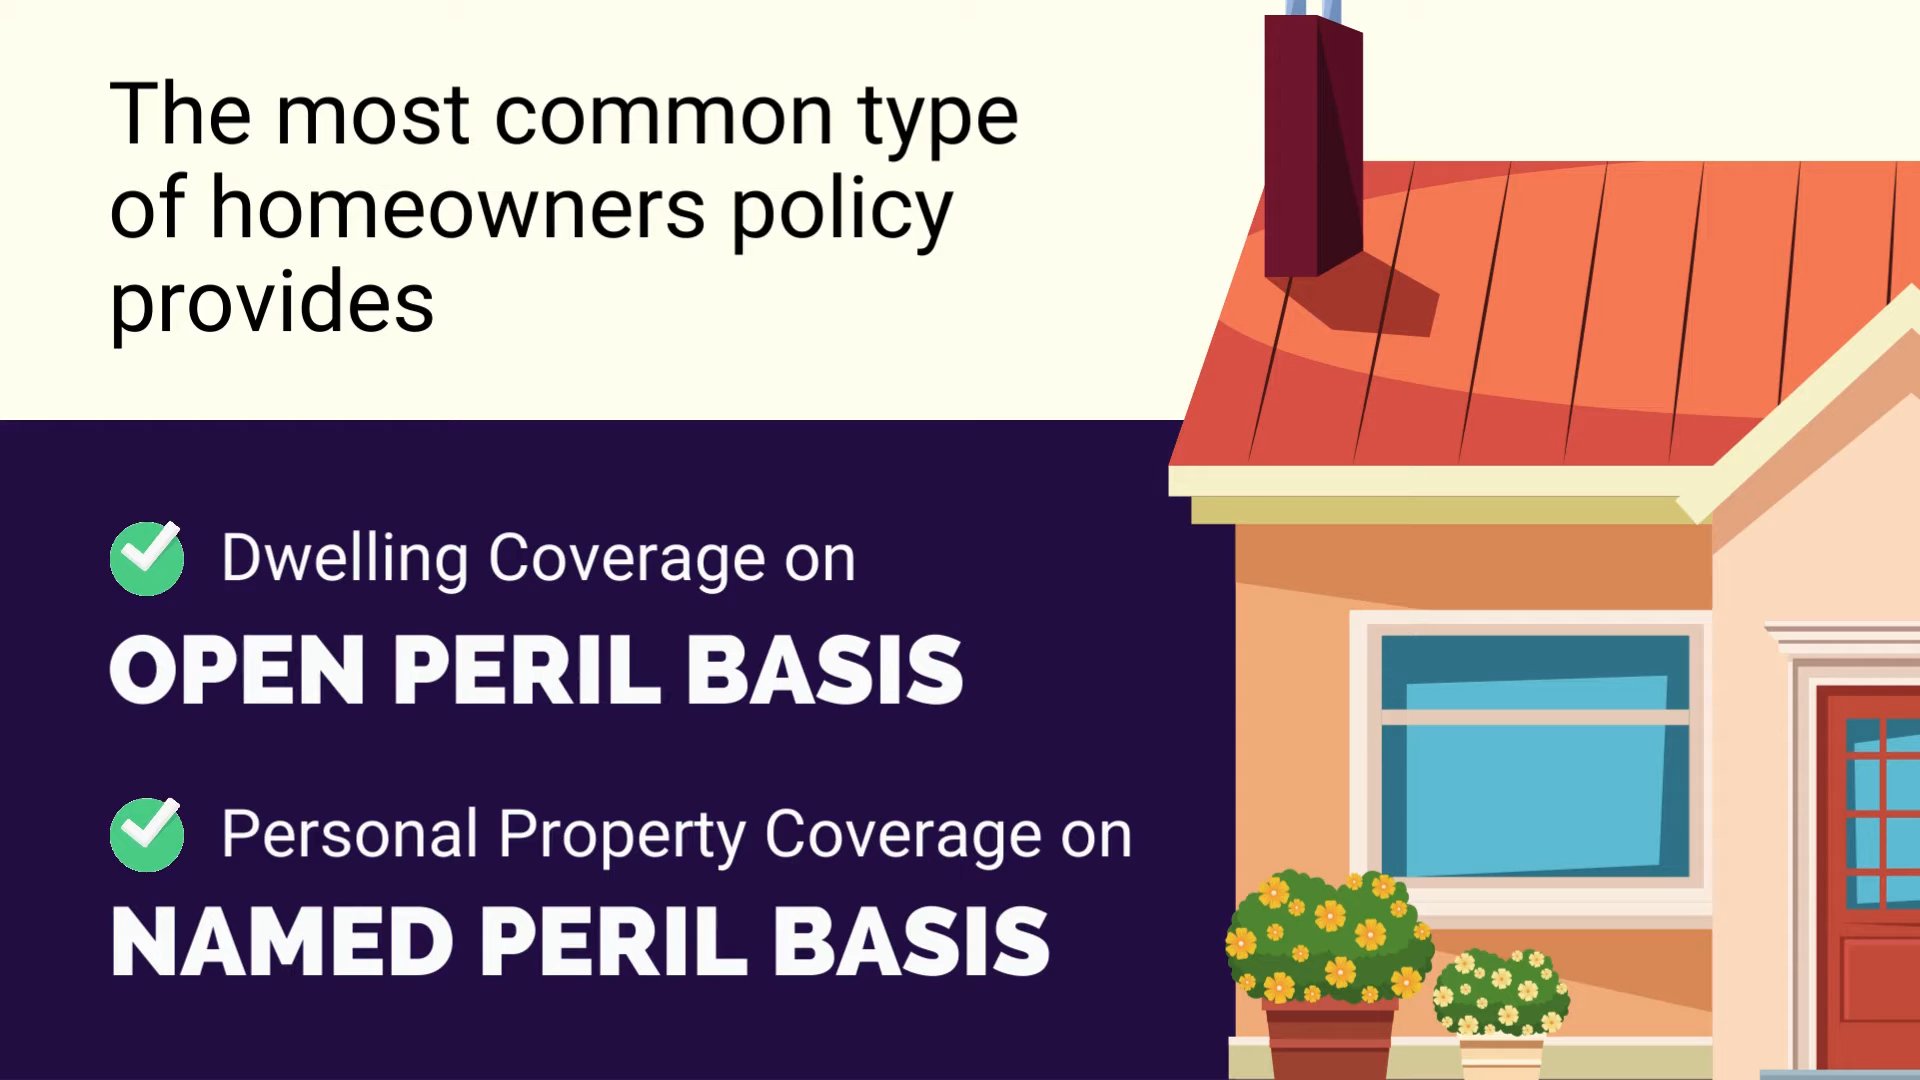 The most common type
of homeowners policy
provides
Dwelling Coverage on
OPEN PERIL BASIS
Personal Property Coverage on
NAMED PERIL BASIS